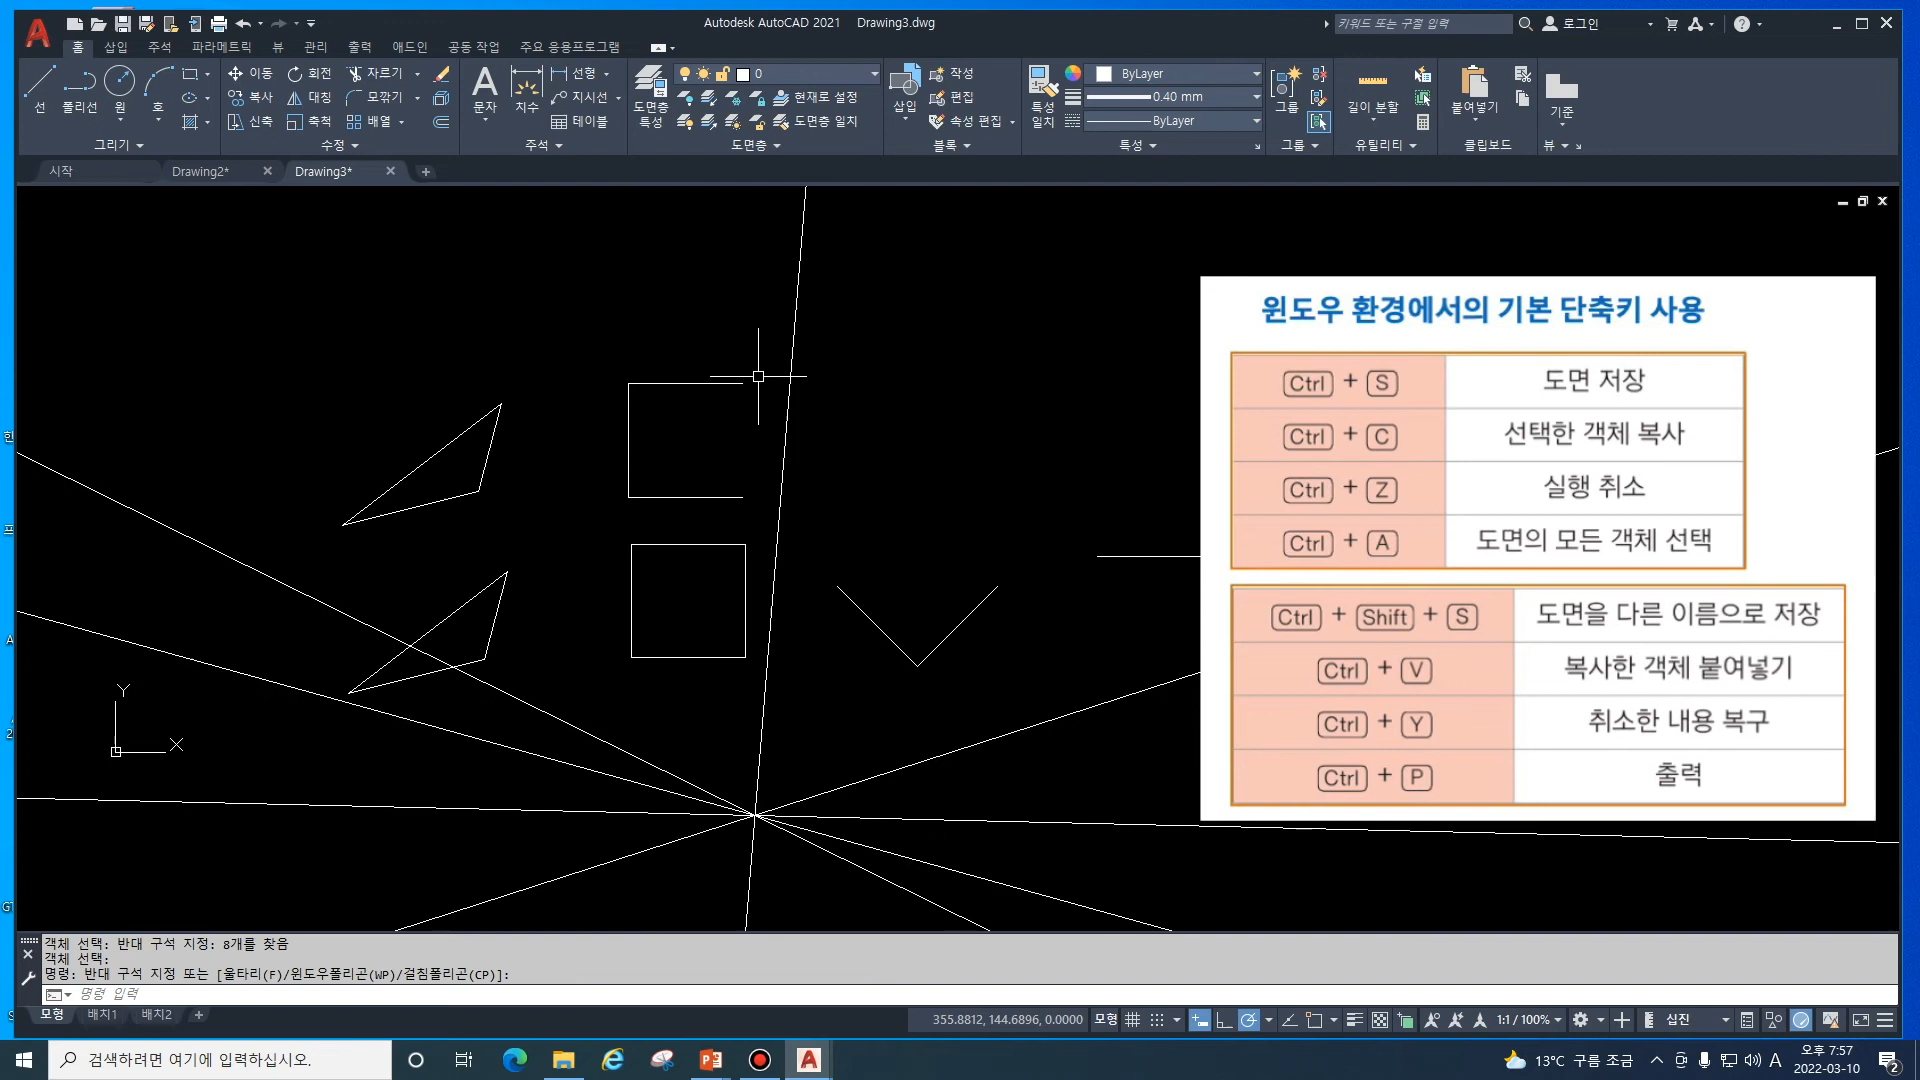 Autodesk AutoCAD 2021 Drawing3.dwg
키워드 또는 구절 입력
로그인
홈 삽입 주석 파라메트릭 뷰 관리 출력 애드인 공동 작업 주요 응용프로그램
선 폴리선 원 호
이동 회전 자르기
복사 대칭 모깎기
신축 축척 배열
문자 치수
선형
지시선
테이블
도면층 특성
0
현재로 설정
도면층 일치
삽입
작성
편집
속성 편집
특성 일치
ByLayer
0.40 mm
ByLayer
그룹
길이 분할
붙여넣기
기준
그리기 수정 주석 도면층 블록 특성 그룹 유틸리티 클립보드 뷰
시작 Drawing2* Drawing3*
윈도우 환경에서의 기본 단축키 사용
Ctrl + S 도면 저장
Ctrl + C 선택한 객체 복사
Ctrl + Z 실행 취소
Ctrl + A 도면의 모든 객체 선택
Ctrl + Shift + S 도면을 다른 이름으로 저장
Ctrl + V 복사한 객체 붙여넣기
Ctrl + Y 취소한 내용 복구
Ctrl + P 출력
Y
X
객체 선택: 반대 구석 지정: 8개를 찾음
객체 선택:
명령: 반대 구석 지정 또는 [울타리(F)/윈도우폴리곤(WP)/걸침폴리곤(CP)]:
명령 입력
모형 배치1 배치2
355.8812, 144.6896, 0.0000 모형 1:1 / 100% 십진
검색하려면 여기에 입력하십시오.
13°C 구름 조금
A
오후 7:57
2022-03-10
2